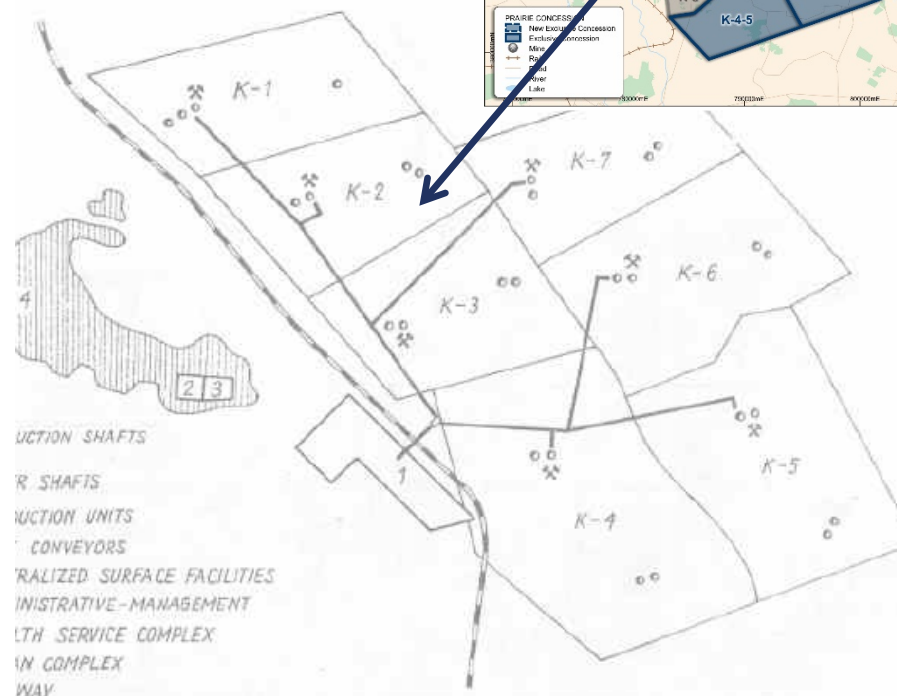 K-4-5
PRAIRIE CONCESSION
New Exclusive Concession
Exclusive Concession
Mine
Rail
Road
River
Lake
790000mE
800000mE
K-1
K-2
K-7
K-3
K-6
4
2 3
1
K-5
K-4
UCTION SHAFTS
R SHAFTS
UCTION UNITS
CONVEYORS
TRALIZED SURFACE FACILITIES
INISTRATIVE-MANAGEMENT
LTH SERVICE COMPLEX
AN COMPLEX
WAY